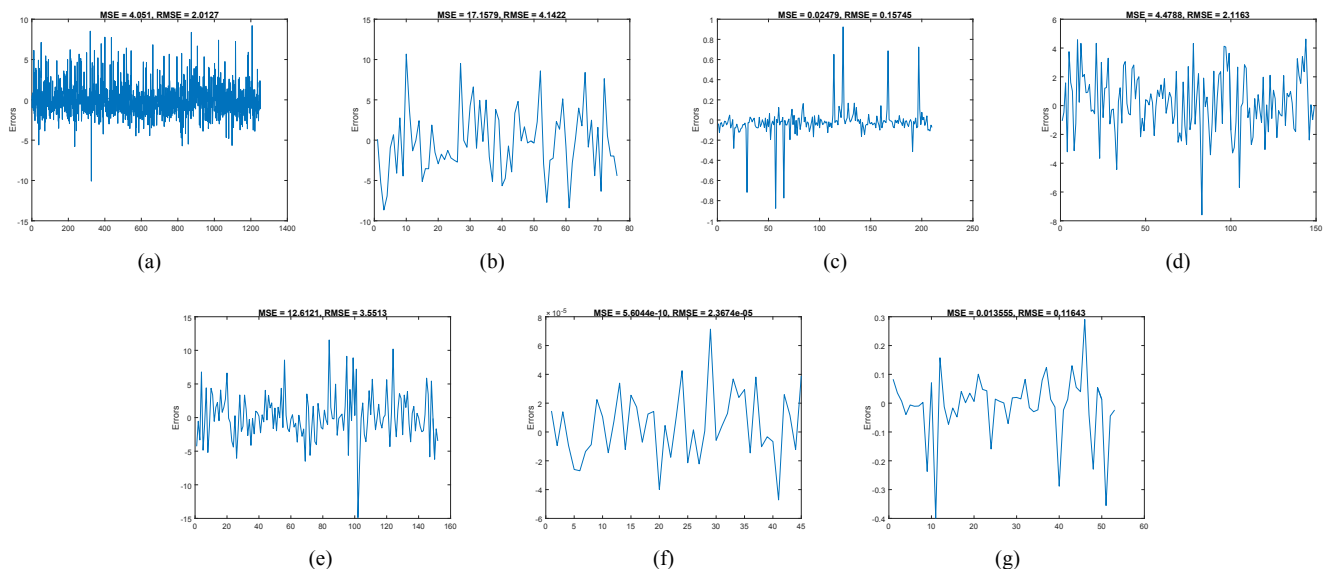 MSE = 4.051, RMSE = 2.0127
Errors
15
10
5
0
-5
-10
-15
0 200 400 600 800 1000 1200 1400
(a)
MSE = 17.1579, RMSE = 4.1422
Errors
15
10
5
0
-5
-10
0 10 20 30 40 50 60 70 80
(b)
MSE = 0.02479, RMSE = 0.15745
Errors
1
0.8
0.6
0.4
0.2
0
-0.2
-0.4
-0.6
-0.8
-1
0 50 100 150 200 250
(c)
MSE = 4.4788, RMSE = 2.1163
Errors
6
4
2
0
-2
-4
-6
-8
0 50 100 150
(d)
MSE = 12.6121, RMSE = 3.5513
Errors
15
10
5
0
-5
-10
-15
0 20 40 60 80 100 120 140 160
(e)
× 10-5
MSE = 5.6044e-10, RMSE = 2.3674e-05
Errors
8
6
4
2
0
-2
-4
-6
0 5 10 15 20 25 30 35 40 45
(f)
MSE = 0.013555, RMSE = 0.11643
Errors
0.3
0.2
0.1
0
-0.1
-0.2
-0.3
-0.4
0 10 20 30 40 50 60
(g)